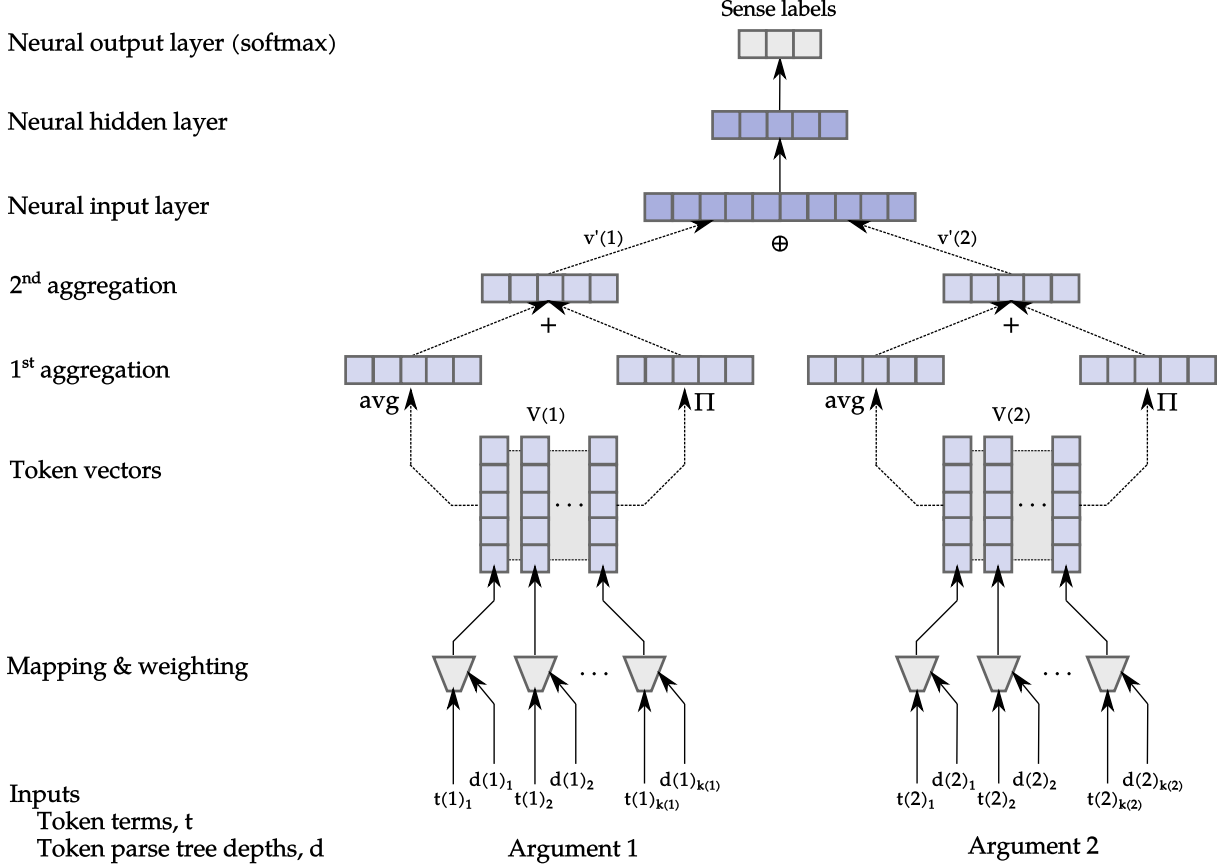 Sense labels
Neural output layer (softmax)
Neural hidden layer
Neural input layer
v'(1)
v'(2)
⊕
2nd aggregation
+
+
1st aggregation
avg
Π
avg
Π
V(1)
V(2)
Token vectors
. . .
. . .
Mapping & weighting
. . .
. . .
d(1)1
d(1)2
d(1)k(1)
d(2)1
d(2)2
d(2)k(2)
t(1)1
t(1)2
t(1)k(1)
t(2)1
t(2)2
t(2)k(2)
Inputs
Token terms, t
Token parse tree depths, d
Argument 1
Argument 2